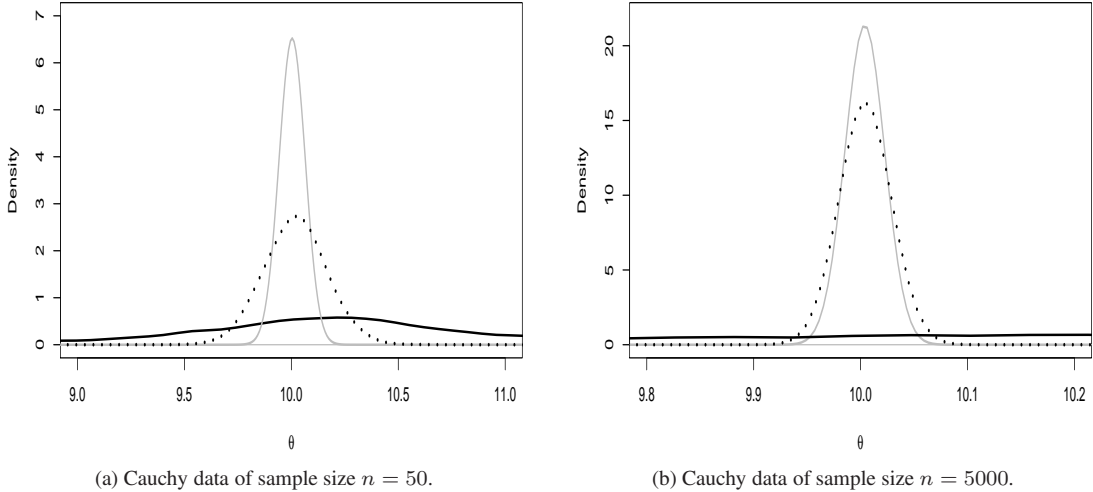 7
6
5
4
3
2
1
0
Density
9.0 9.5 10.0 10.5 11.0
θ
(a) Cauchy data of sample size n = 50.
20
15
10
5
0
Density
9.8 9.9 10.0 10.1 10.2
θ
(b) Cauchy data of sample size n = 5000.